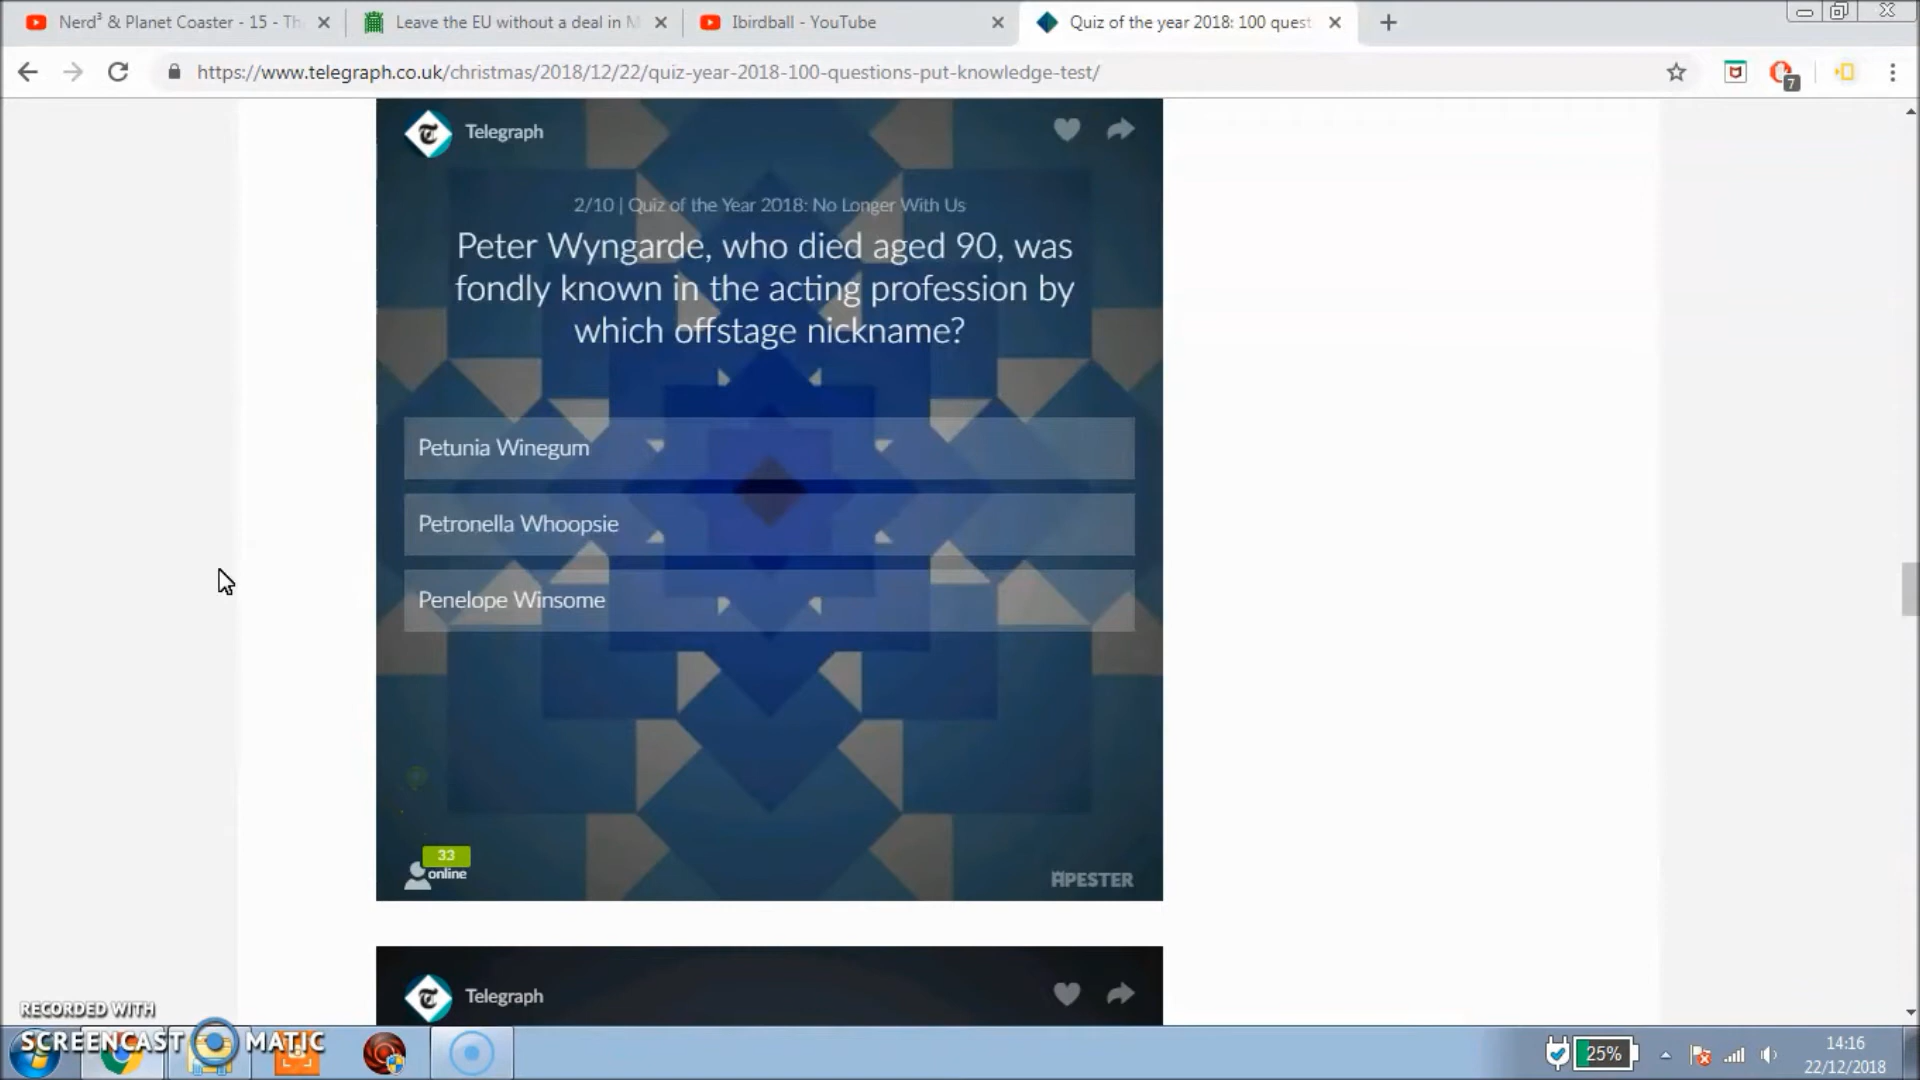 Nerd³ & Planet Coaster - 15 - Th
Leave the EU without a deal in M
Ibirdball - YouTube
Quiz of the year 2018: 100 quest
https://www.telegraph.co.uk/christmas/2018/12/22/quiz-year-2018-100-questions-put-knowledge-test/
7
Telegraph
2/10 | Quiz of the Year 2018: No Longer With Us
Peter Wyngarde, who died aged 90, was
fondly known in the acting profession by
which offstage nickname?
Petunia Winegum
Petronella Whoopsie
Penelope Winsome
33
online
APESTER
Telegraph
RECORDED WITH
SCREENCAST MATIC
25%
14:16
22/12/2018